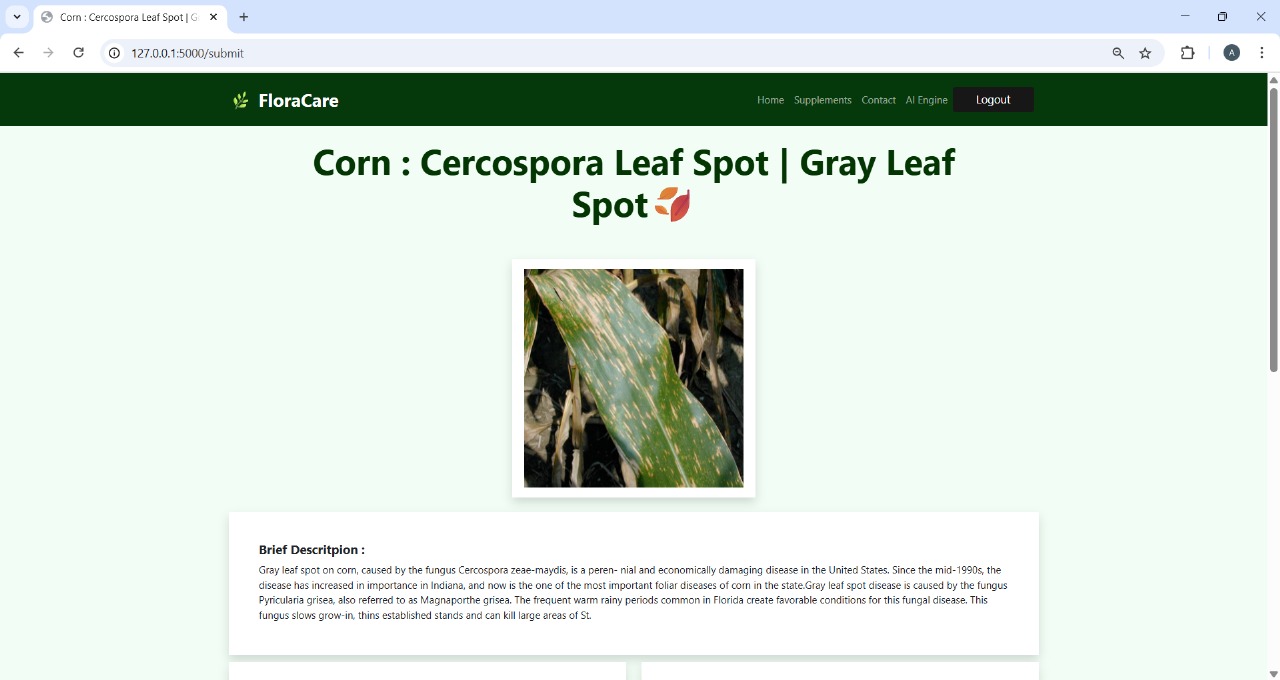 Corn : Cercospora Leaf Spot | G
127.0.0.1:5000/submit
A
FloraCare
Home Supplements Contact AI Engine Logout
Corn : Cercospora Leaf Spot | Gray Leaf
Spot
Brief Descritpion :
Gray leaf spot on corn, caused by the fungus Cercospora zeae-maydis, is a peren- nial and economically damaging disease in the United States. Since the mid-1990s, the
disease has increased in importance in Indiana, and now is the one of the most important foliar diseases of corn in the state.Gray leaf spot disease is caused by the fungus
Pyricularia grisea, also referred to as Magnaporthe grisea. The frequent warm rainy periods common in Florida create favorable conditions for this fungal disease. This
fungus slows grow-in, thins established stands and can kill large areas of St.